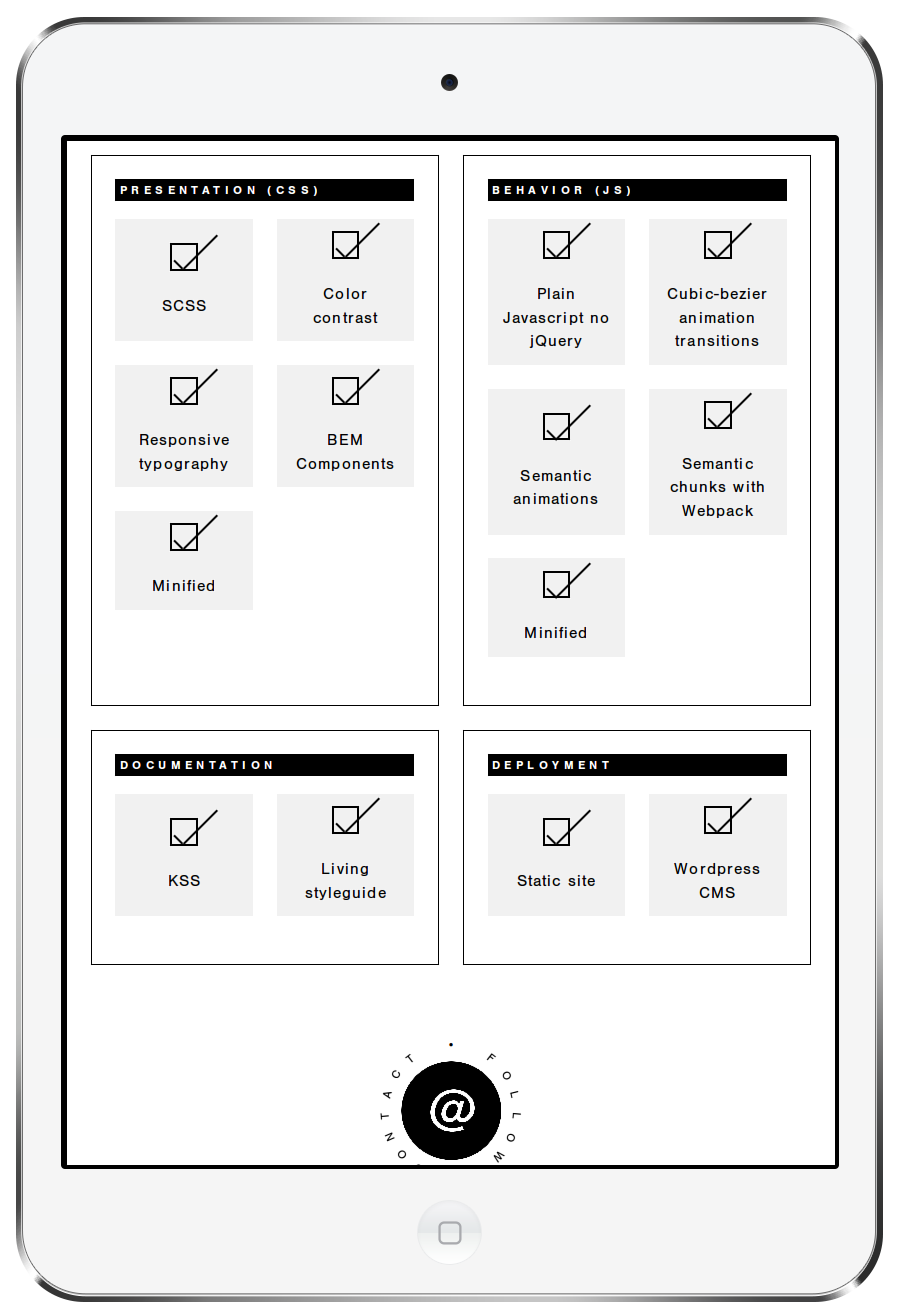 PRESENTATION (CSS)
SCSS
Color
contrast
Responsive
typography
BEM
Components
Minified
BEHAVIOR (JS)
Plain
Javascript no
jQuery
Cubic-bezier
animation
transitions
Semantic
animations
Semantic
chunks with
Webpack
Minified
DOCUMENTATION
KSS
Living
styleguide
DEPLOYMENT
Static site
Wordpress
CMS
ONTACT • FOLLOW
@